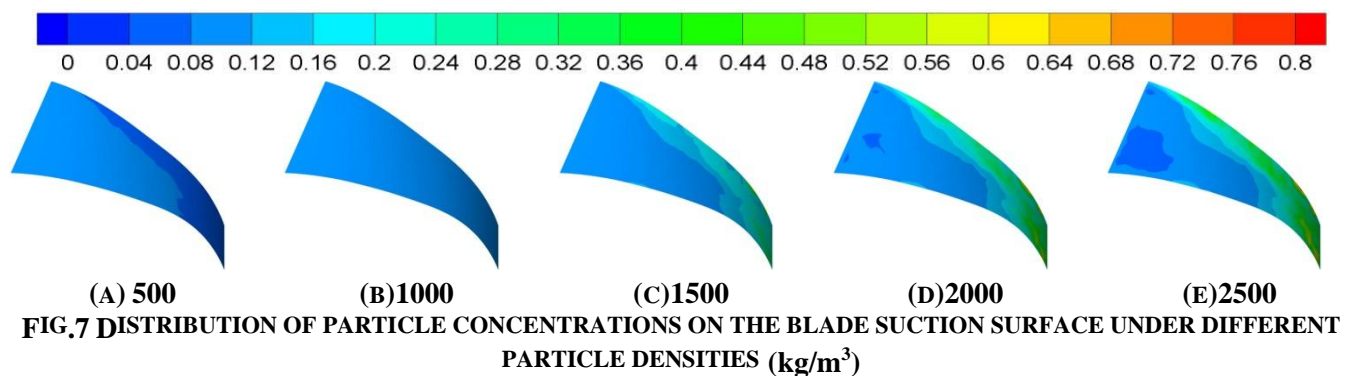 0 0.04 0.08 0.12 0.16 0.2 0.24 0.28 0.32 0.36 0.4 0.44 0.48 0.52 0.56 0.6 0.64 0.68 0.72 0.76 0.8
(A) 500 (B)1000 (C)1500 (D)2000 (E)2500
FIG.7 DISTRIBUTION OF PARTICLE CONCENTRATIONS ON THE BLADE SUCTION SURFACE UNDER DIFFERENT
PARTICLE DENSITIES (kg/m³)